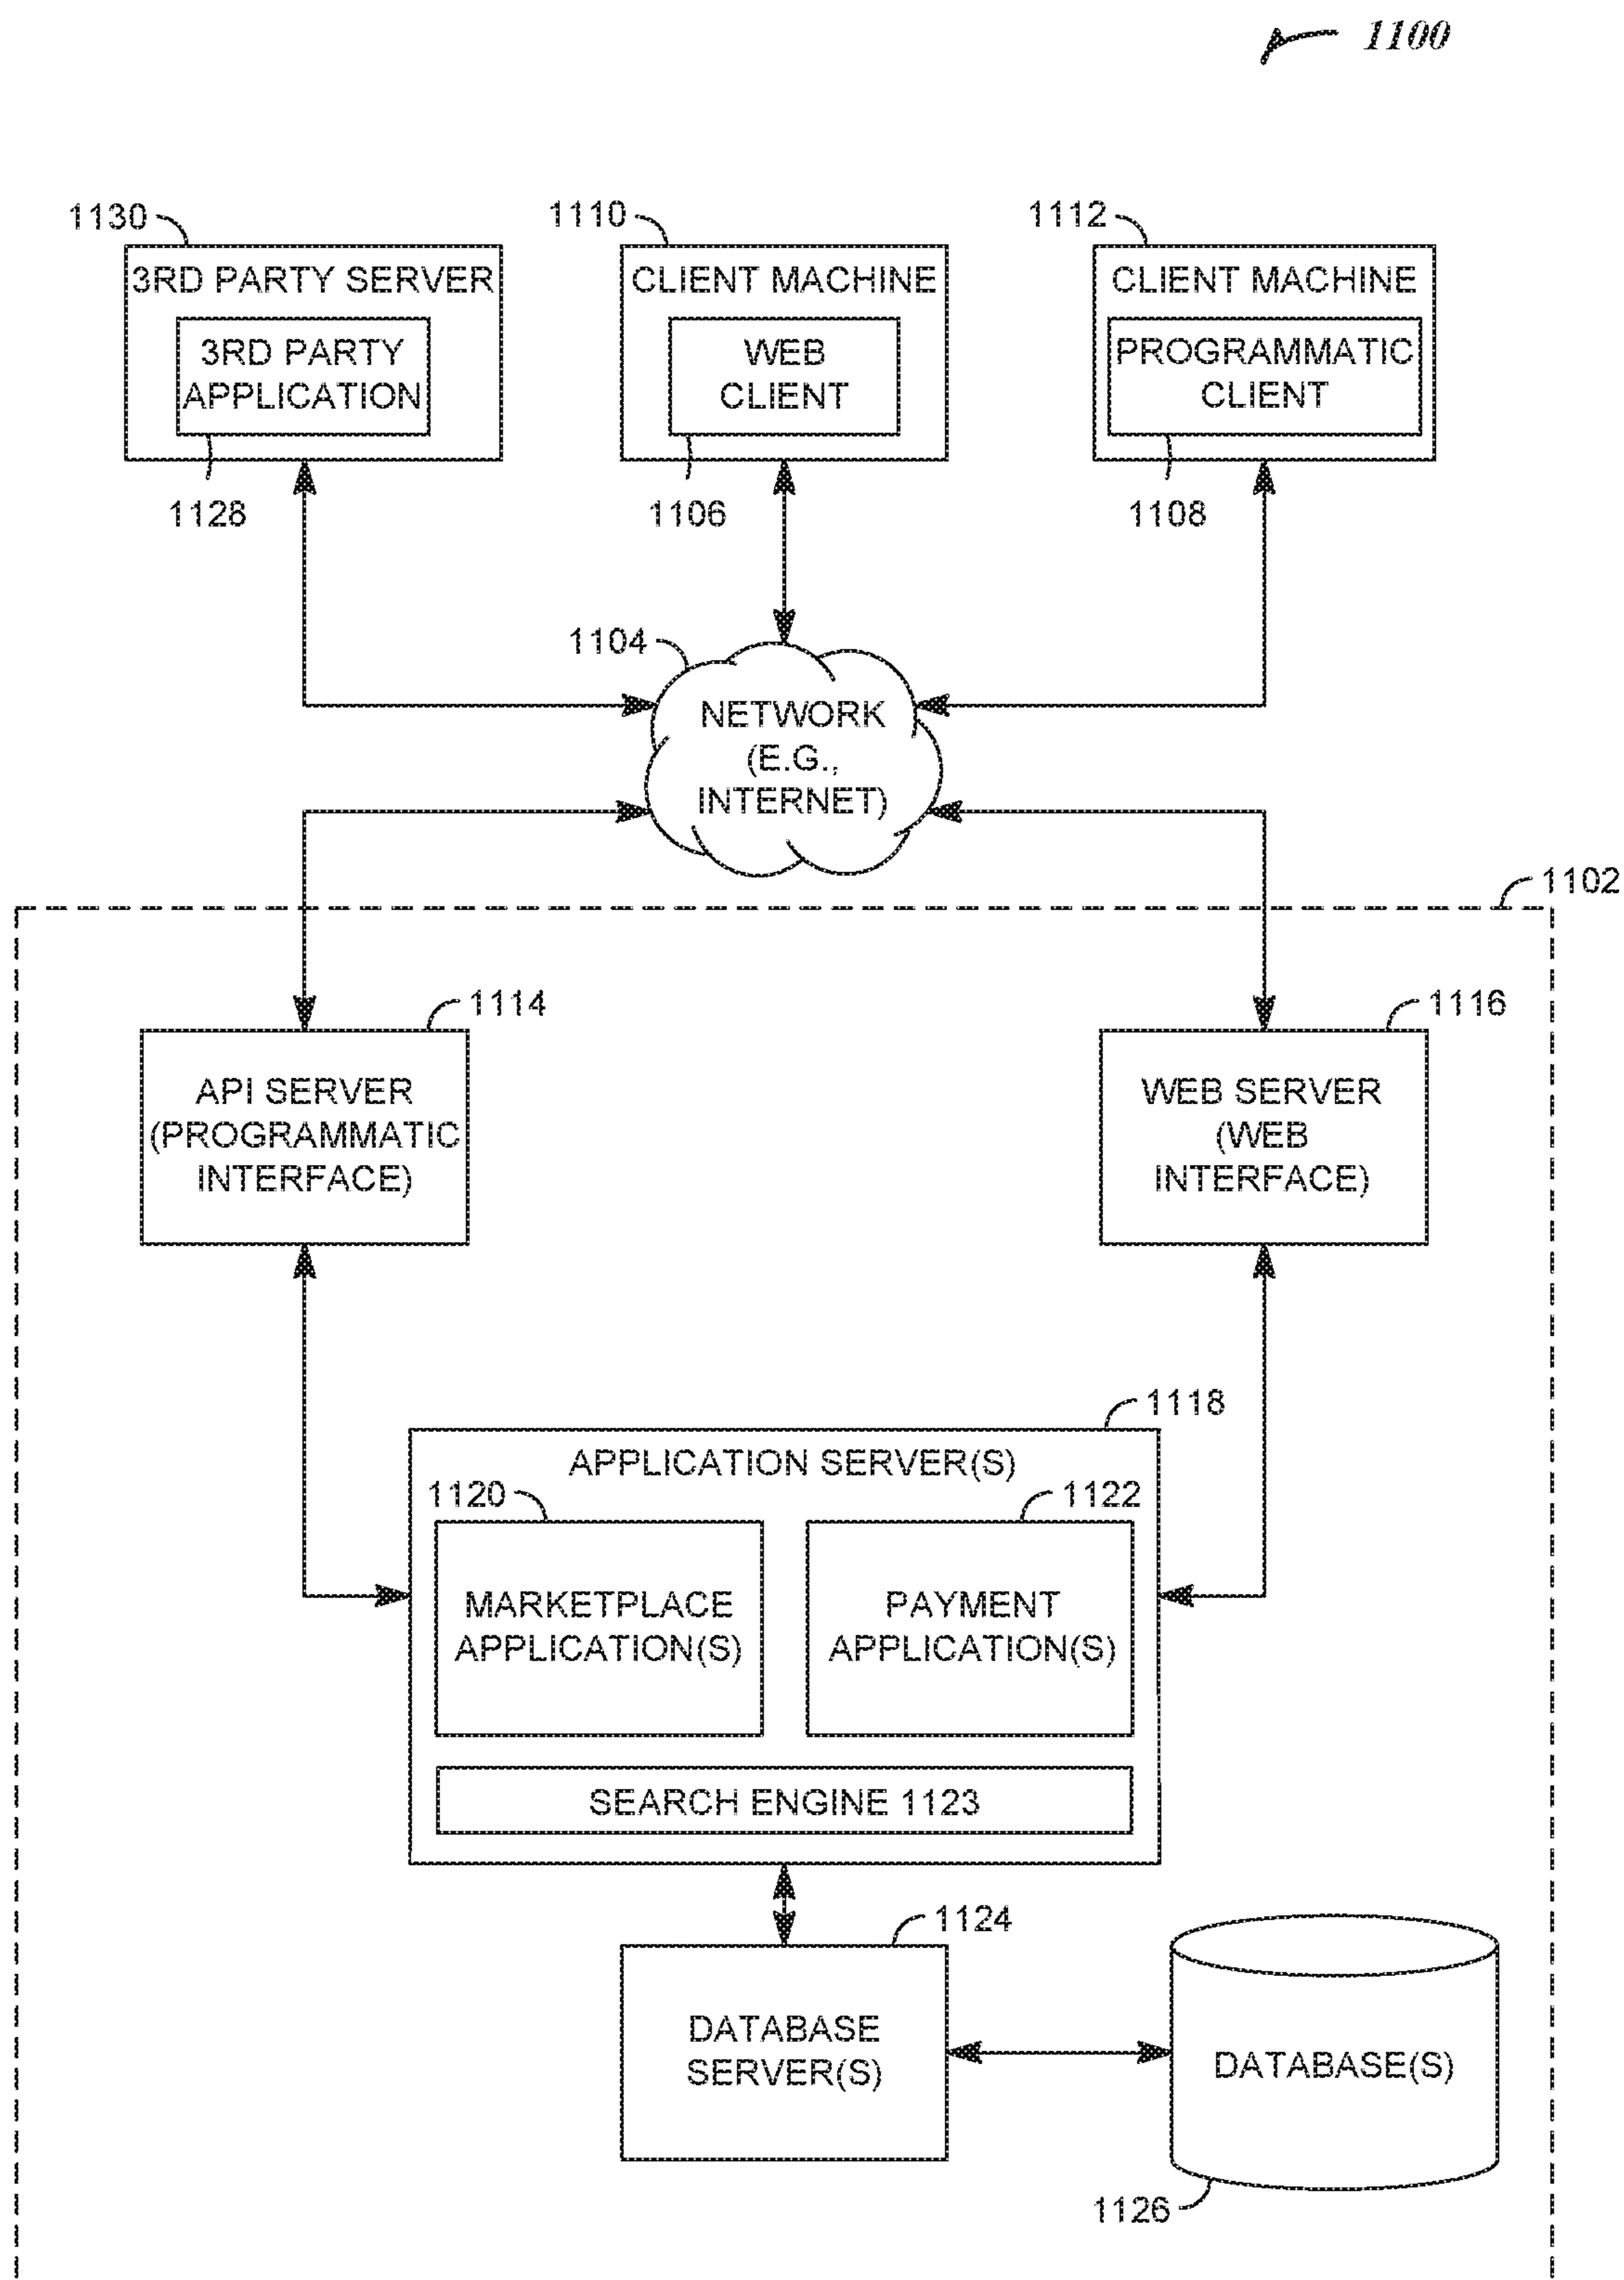 1100
1130
1110
1112
3RD PARTY SERVER
3RD PARTY
APPLICATION
1128
CLIENT MACHINE
WEB
CLIENT
1106
CLIENT MACHINE
PROGRAMMATIC
CLIENT
1108
1104
NETWORK
(E.G.,
INTERNET)
1102
1114
API SERVER
(PROGRAMMATIC
INTERFACE)
1116
WEB SERVER
(WEB
INTERFACE)
1118
APPLICATION SERVER(S)
1120
MARKETPLACE
APPLICATION(S)
1122
PAYMENT
APPLICATION(S)
SEARCH ENGINE 1123
1124
DATABASE
SERVER(S)
DATABASE(S)
1126